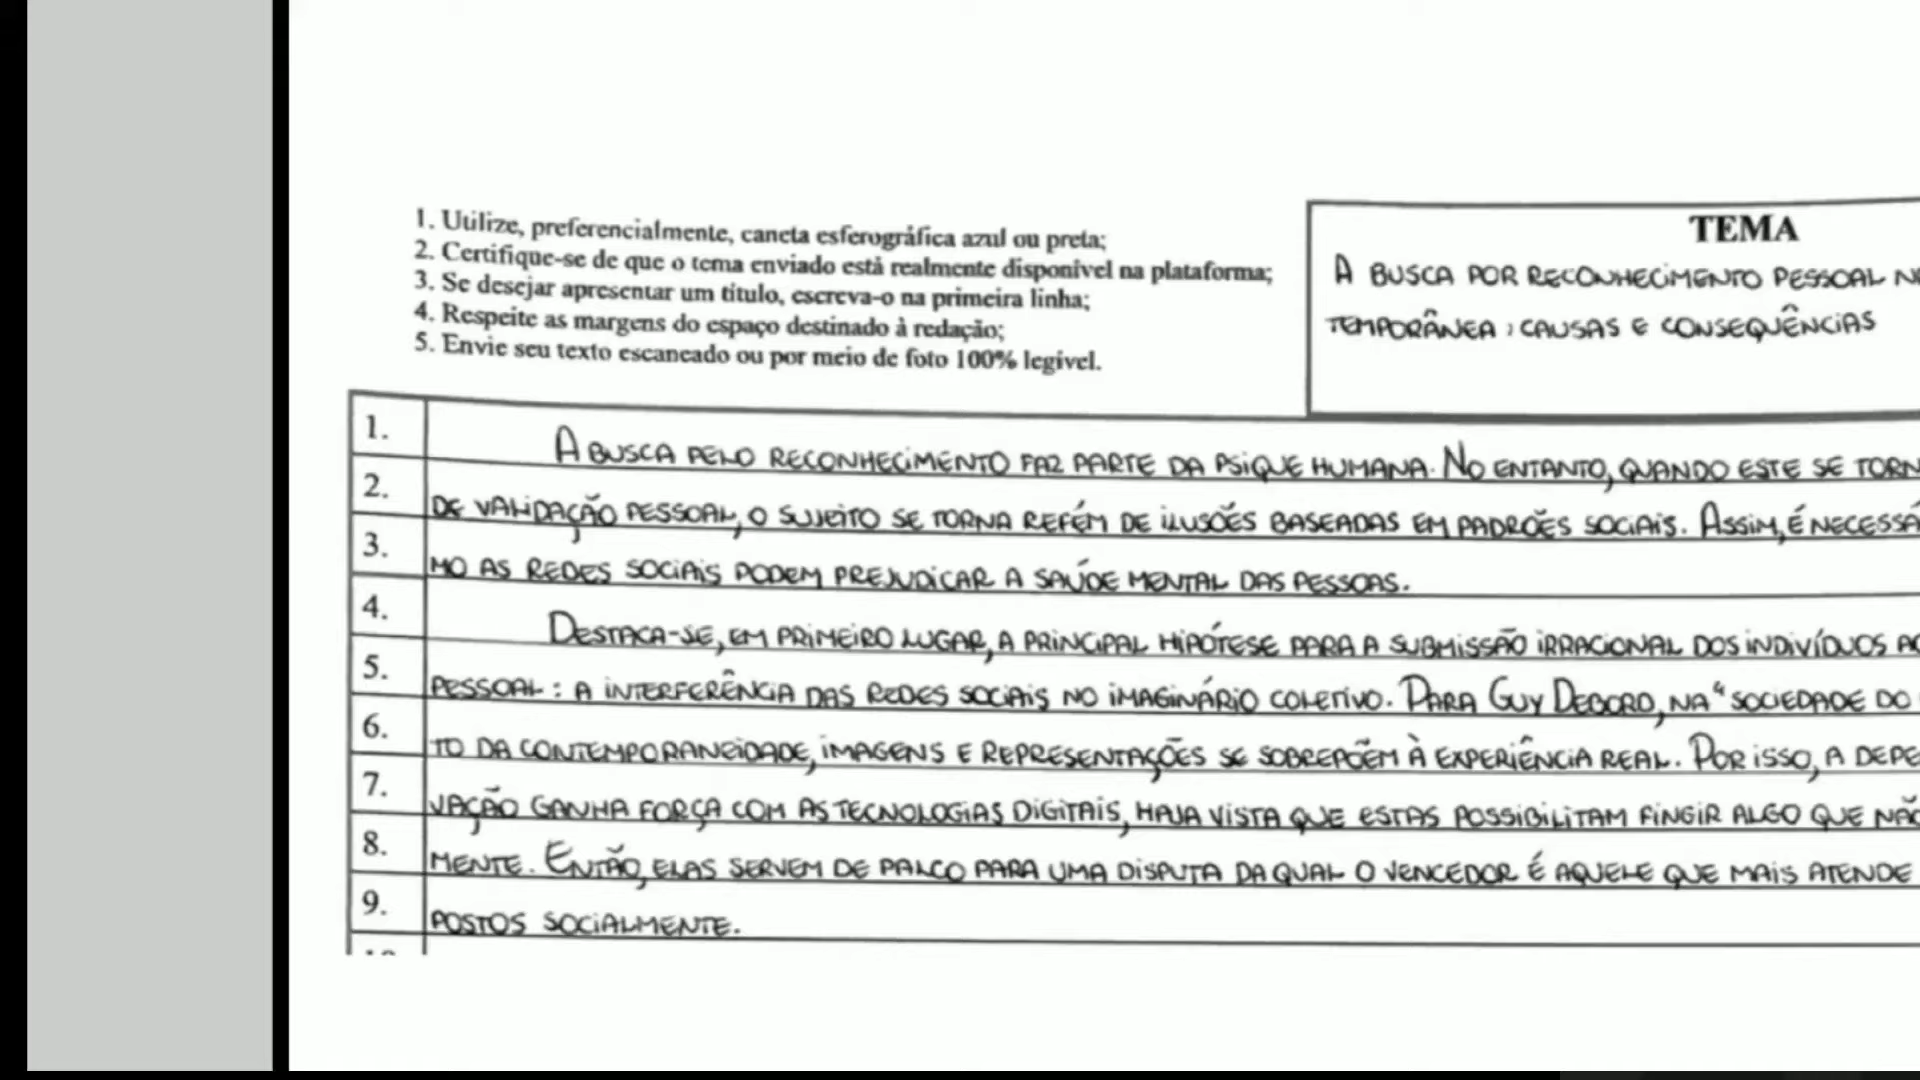 1. Utilize, preferencialmente, caneta esferográfica azul ou preta;
2. Certifique-se de que o tema enviado está realmente disponível na plataforma;
3. Se desejar apresentar um título, escreva-o na primeira linha;
4. Respeite as margens do espaço destinado à redação;
5. Envie seu texto escaneado ou por meio de foto 100% legível.
TEMA
A BUSCA POR RECONHECIMENTO PESSOAL
TEMPORÂNEA: CAUSAS E CONSEQUÊNCIAS
1. A BUSCA PELO RECONHECIMENTO FAZ PARTE DA PSIQUE HUMANA. NO ENTANTO, QUANDO ESTE SE TORN
2. DE VALIDAÇÃO PESSOAL, O SUJEITO SE TORNA REFÉM DE ILUSÕES BASEADAS EM PADRÕES SOCIAIS. ASSIM, É NECESSÁ
3. MO AS REDES SOCIAIS PODEM PREJUDICAR A SAÚDE MENTAL DAS PESSOAS.
4. DESTACA-SE, EM PRIMEIRO LUGAR, A PRINCIPAL HIPÓTESE PARA A SUBMISSÃO IRRACIONAL DOS INDIVÍDUOS AO
5. PESSOAL: A INTERFERÊNCIA DAS REDES SOCIAIS NO IMAGINÁRIO COLETIVO. PARA GUY DEBORD, NA "SOCIEDADE DO
6. TO DA CONTEMPORANEIDADE, IMAGENS E REPRESENTAÇÕES SE SOBREPÕEM À EXPERIÊNCIA REAL. POR ISSO, A DEPE
7. VAÇÃO GANHA FORÇA COM AS TECNOLOGIAS DIGITAIS, HAJA VISTA QUE ESTAS POSSIBILITAM FINGIR ALGO QUE NÃO
8. MENTE. ENTÃO, ELAS SERVEM DE PALCO PARA UMA DISPUTA DA QUAL O VENCEDOR É AQUELE QUE MAIS ATENDE
9. POSTOS SOCIALMENTE.